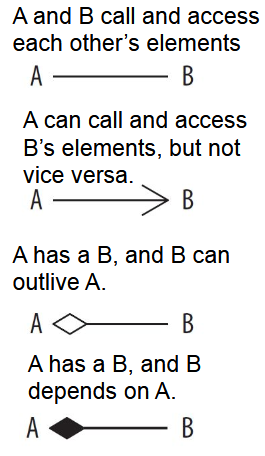 A and B call and access
each other's elements
A B
A can call and access
B's elements, but not
vice versa.
A B
A has a B, and B can
outlive A.
A B
A has a B, and B
depends on A.
A B